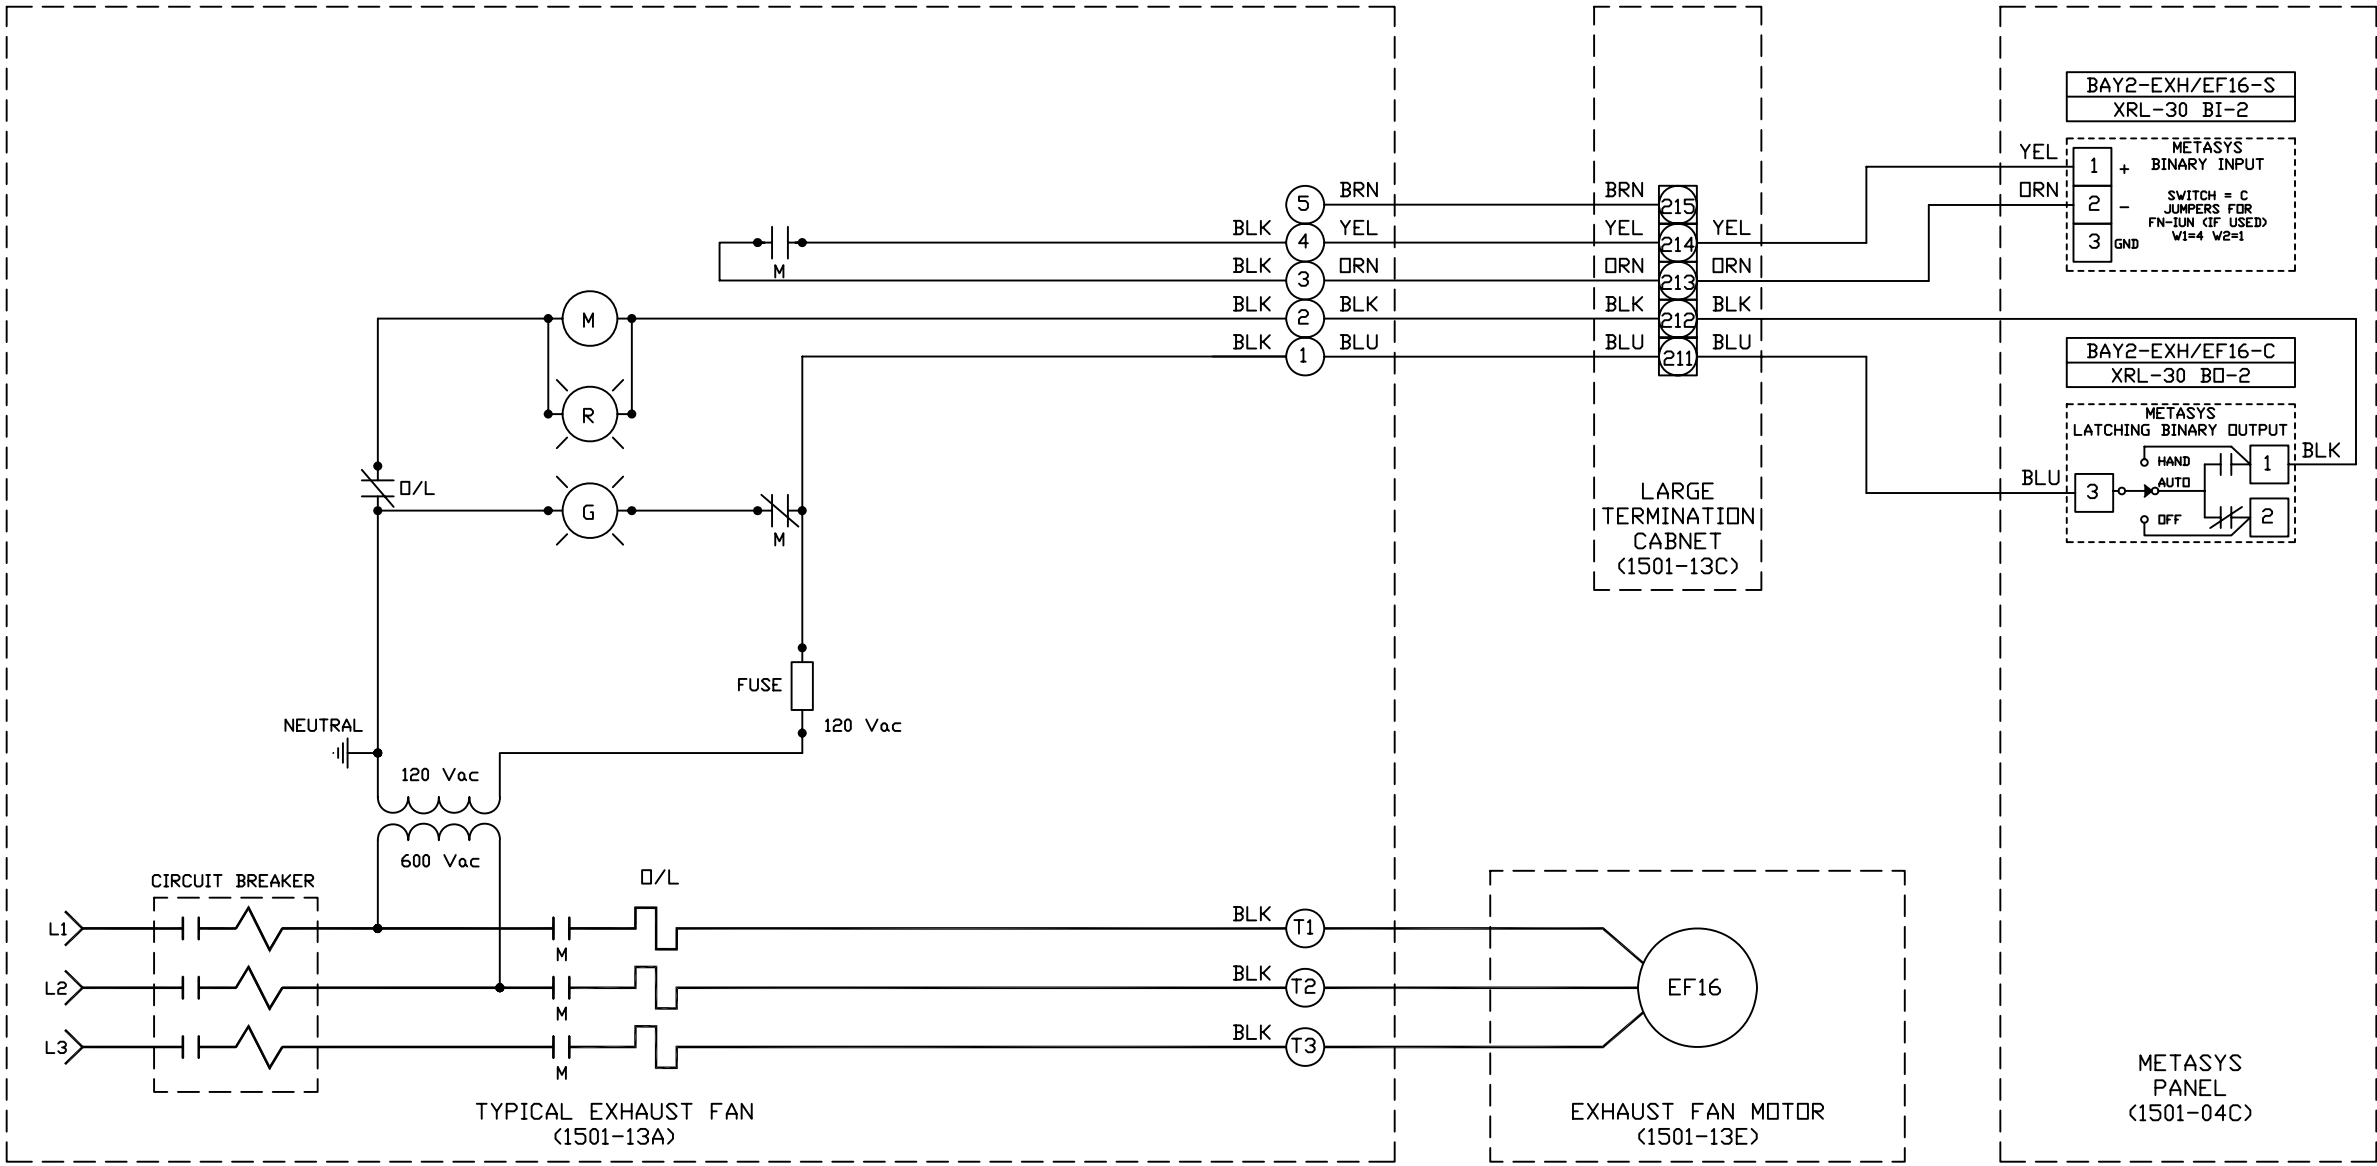 BAY2-EXH/EF16-S
XRL-30 BI-2
METASYS
BINARY INPUT
SWITCH = C
JUMPERS FOR
FN-IUN (IF USED)
W1=4 W2=1
YEL
1 +
ORN
2 -
3 GND
5 BRN BRN 215
BLK 4 YEL YEL 214 YEL
M
BLK 3 ORN ORN 213 ORN
BLK 2 BLK BLK 212 BLK
BLK 1 BLU BLU 211 BLU
M
R
O/L
G
M
BAY2-EXH/EF16-C
XRL-30 BO-2
METASYS
LATCHING BINARY OUTPUT
HAND
1
BLK
BLU
3
AUTO
OFF
2
LARGE
TERMINATION
CABNET
(1501-13C)
FUSE
120 Vac
NEUTRAL
120 Vac
600 Vac
CIRCUIT BREAKER
O/L
L1
M
BLK
T1
L2
M
BLK
T2
EF16
L3
M
BLK
T3
TYPICAL EXHAUST FAN
(1501-13A)
EXHAUST FAN MOTOR
(1501-13E)
METASYS
PANEL
(1501-04C)